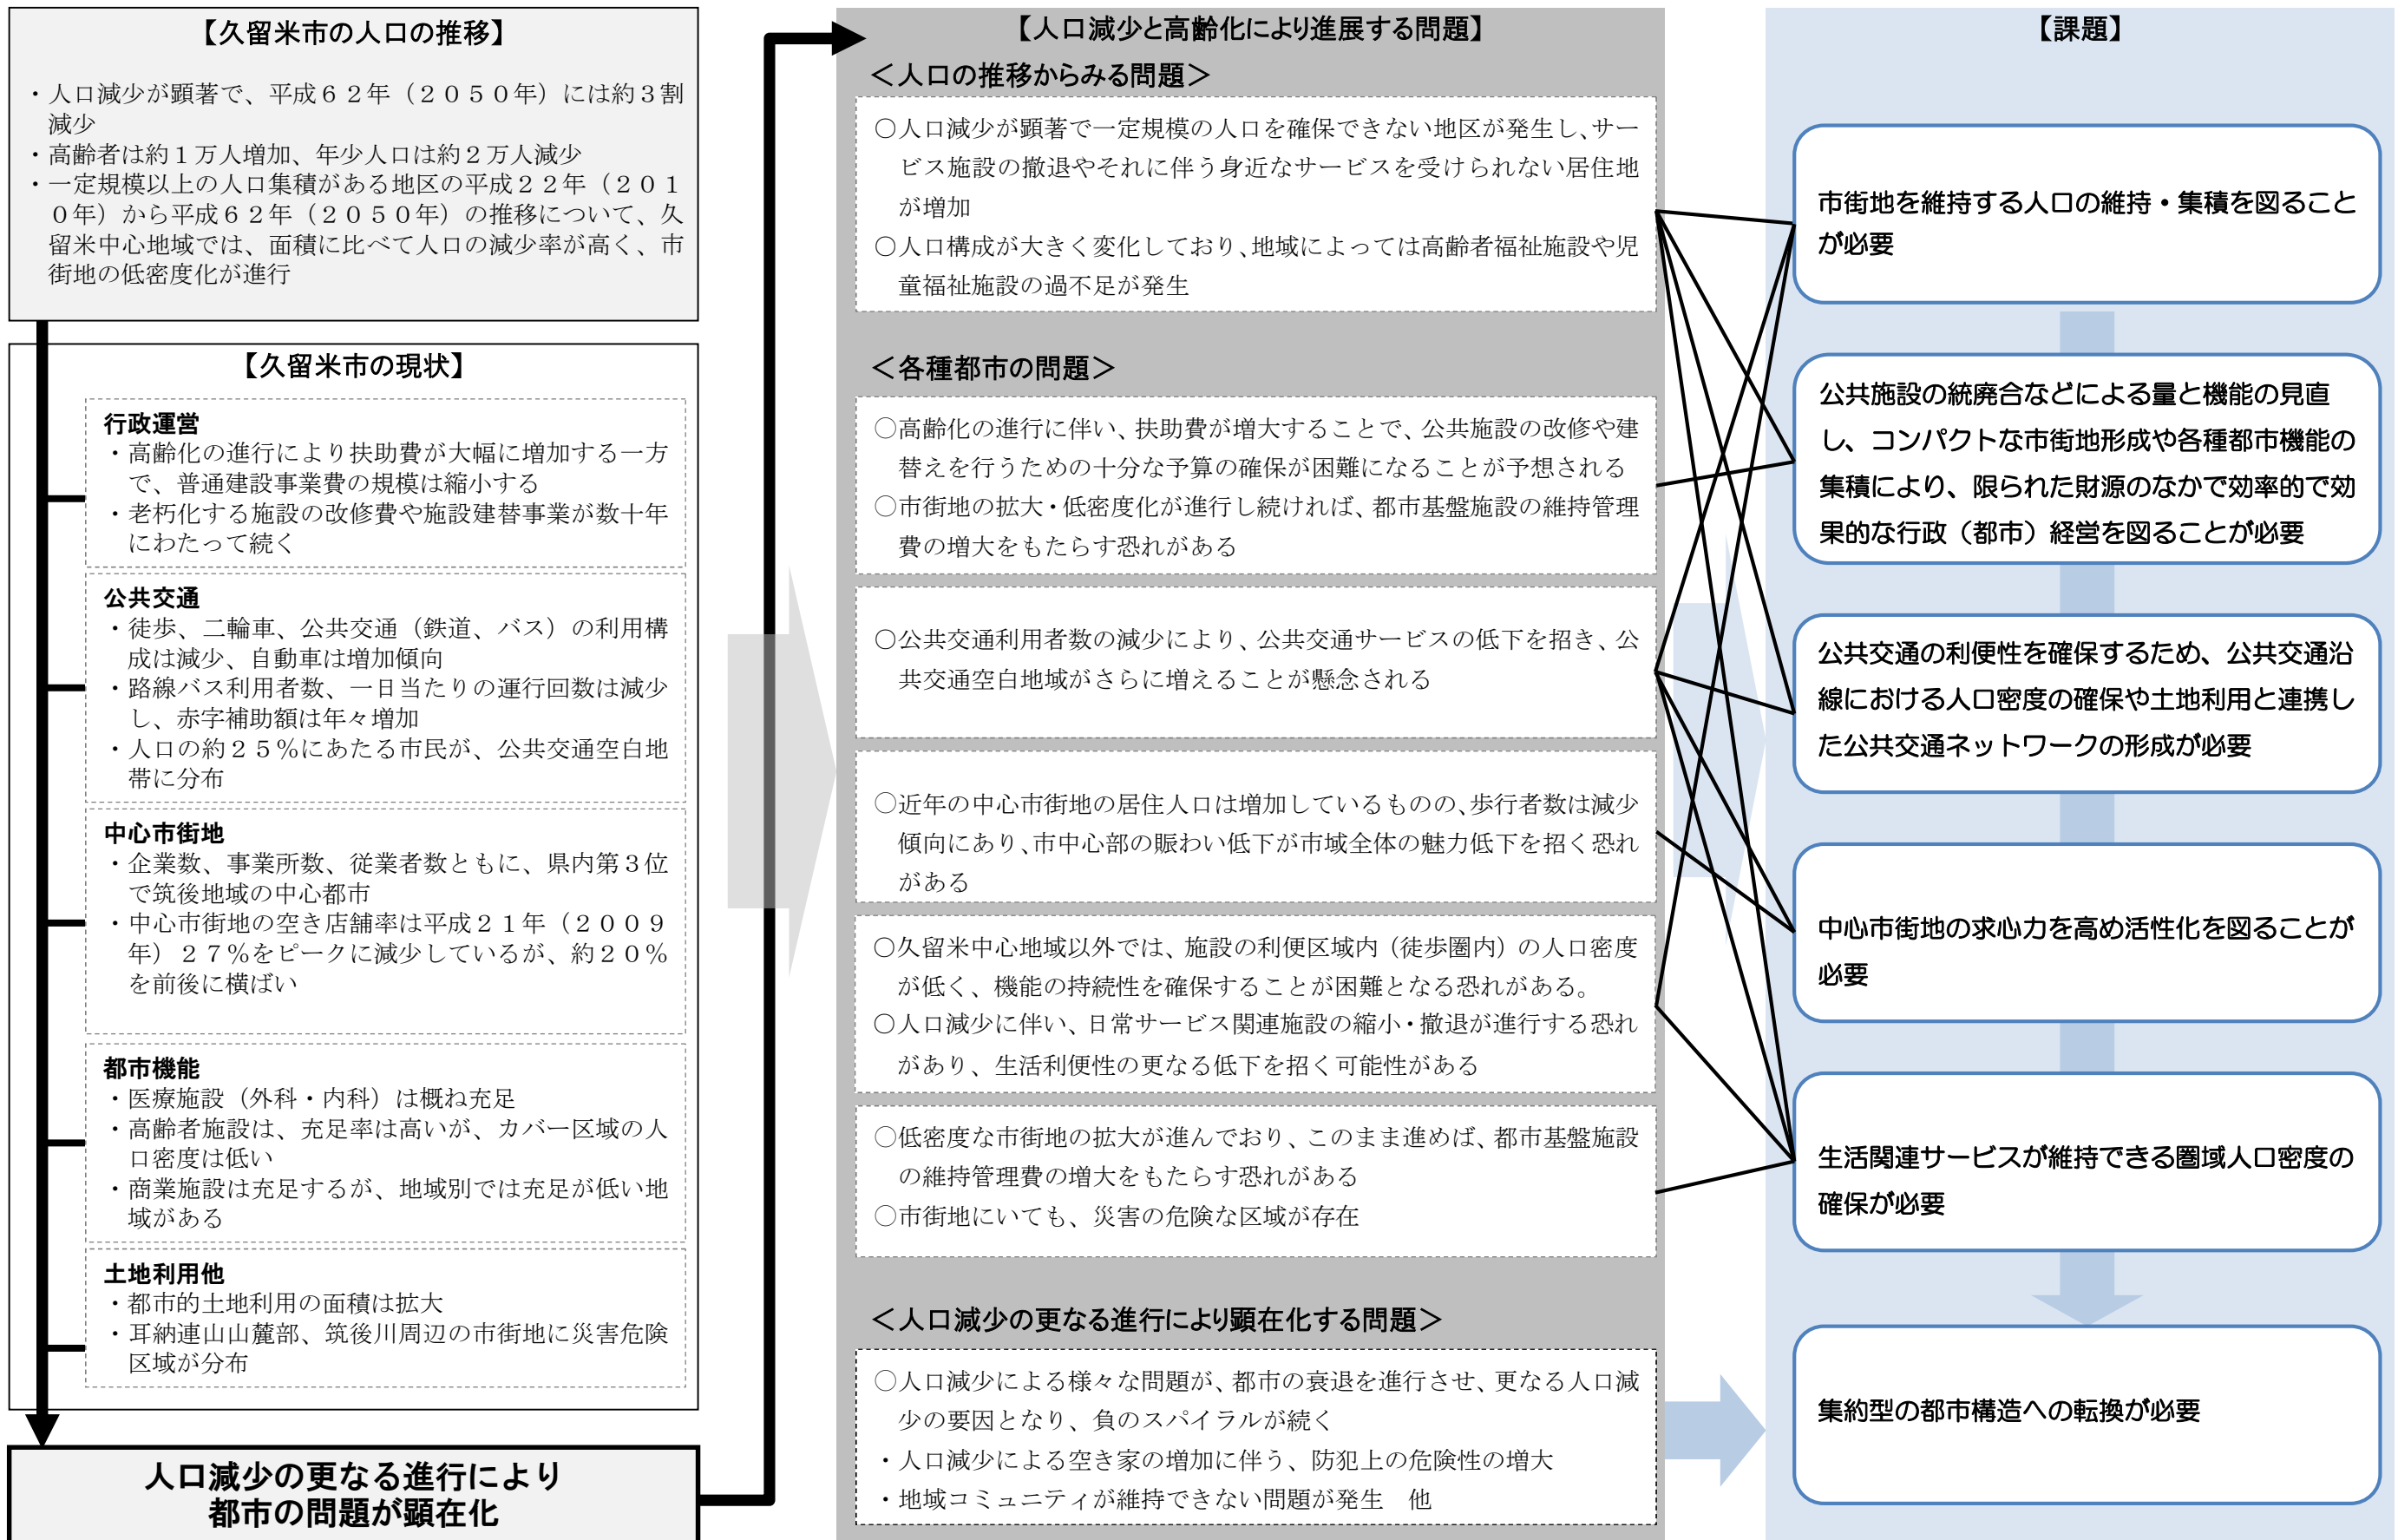 【久留米市の人口の推移】
・人口減少が顕著で、平成６２年（２０５０年）には約３割
減少
・高齢者は約１万人増加、年少人口は約２万人減少
・一定規模以上の人口集積がある地区の平成２２年（２０１
０年）から平成６２年（２０５０年）の推移について、久
留米中心地域では、面積に比べて人口の減少率が高く、市
街地の低密度化が進行
【久留米市の現状】
行政運営
・高齢化の進行により扶助費が大幅に増加する一方
で、普通建設事業費の規模は縮小する
・老朽化する施設の改修費や施設建替事業が数十年
にわたって続く
公共交通
・徒歩、二輪車、公共交通（鉄道、バス）の利用構
成は減少、自動車は増加傾向
・路線バス利用者数、一日当たりの運行回数は減少
し、赤字補助額は年々増加
・人口の約２５％にあたる市民が、公共交通空白地
帯に分布
中心市街地
・企業数、事業所数、従業者数ともに、県内第３位
で筑後地域の中心都市
・中心市街地の空き店舗率は平成２１年（２００９
年）２７％をピークに減少しているが、約２０％
を前後に横ばい
都市機能
・医療施設（外科・内科）は概ね充足
・高齢者施設は、充足率は高いが、カバー区域の人
口密度は低い
・商業施設は充足するが、地域別では充足が低い地
域がある
土地利用他
・都市的土地利用の面積は拡大
・耳納連山山麓部、筑後川周辺の市街地に災害危険
区域が分布
人口減少の更なる進行により
都市の問題が顕在化
【人口減少と高齢化により進展する問題】
＜人口の推移からみる問題＞
○人口減少が顕著で一定規模の人口を確保できない地区が発生し、サー
ビス施設の撤退やそれに伴う身近なサービスを受けられない居住地
が増加
○人口構成が大きく変化しており、地域によっては高齢者福祉施設や児
童福祉施設の過不足が発生
＜各種都市の問題＞
○高齢化の進行に伴い、扶助費が増大することで、公共施設の改修や建
替えを行うための十分な予算の確保が困難になることが予想される
○市街地の拡大・低密度化が進行し続ければ、都市基盤施設の維持管理
費の増大をもたらす恐れがある
○公共交通利用者数の減少により、公共交通サービスの低下を招き、公
共交通空白地域がさらに増えることが懸念される
○近年の中心市街地の居住人口は増加しているものの、歩行者数は減少
傾向にあり、市中心部の賑わい低下が市域全体の魅力低下を招く恐れ
がある
○久留米中心地域以外では、施設の利便区域内（徒歩圏内）の人口密度
が低く、機能の持続性を確保することが困難となる恐れがある。
○人口減少に伴い、日常サービス関連施設の縮小・撤退が進行する恐れ
があり、生活利便性の更なる低下を招く可能性がある
○低密度な市街地の拡大が進んでおり、このまま進めば、都市基盤施設
の維持管理費の増大をもたらす恐れがある
○市街地にいても、災害の危険な区域が存在
＜人口減少の更なる進行により顕在化する問題＞
○人口減少による様々な問題が、都市の衰退を進行させ、更なる人口減
少の要因となり、負のスパイラルが続く
・人口減少による空き家の増加に伴う、防犯上の危険性の増大
・地域コミュニティが維持できない問題が発生　他
【課題】
市街地を維持する人口の維持・集積を図ること
が必要
公共施設の統廃合などによる量と機能の見直
し、コンパクトな市街地形成や各種都市機能の
集積により、限られた財源のなかで効率的で効
果的な行政（都市）経営を図ることが必要
公共交通の利便性を確保するため、公共交通沿
線における人口密度の確保や土地利用と連携し
た公共交通ネットワークの形成が必要
中心市街地の求心力を高め活性化を図ることが
必要
生活関連サービスが維持できる圏域人口密度の
確保が必要
集約型の都市構造への転換が必要